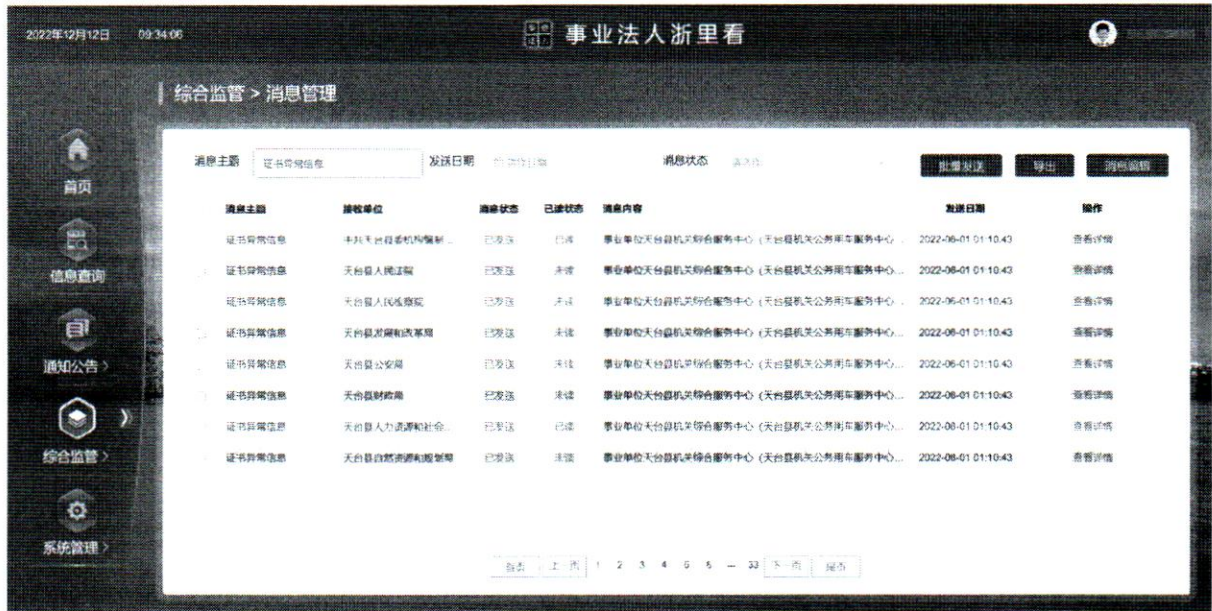 2022年12月12日 09:34:06
事业法人浙里看
综合监管 > 消息管理
首页
信息查询
通知公告 >
综合监管 >
系统管理 >
消息主题 证书异常信息 发送日期 消息状态 批量发送 导出 消息编辑
消息主题 接收单位 消息状态 已读状态 消息内容 发送日期 操作
证书异常信息 中共天台县委机构编制... 已发送 已读 事业单位天台县机关综合服务中心（天台县机关公务用车服务中心... 2022-06-01 01:10:43 查看详情
证书异常信息 天台县人民法院 已发送 未读 事业单位天台县机关综合服务中心（天台县机关公务用车服务中心... 2022-06-01 01:10:43 查看详情
证书异常信息 天台县人民检察院 已发送 未读 事业单位天台县机关综合服务中心（天台县机关公务用车服务中心... 2022-06-01 01:10:43 查看详情
证书异常信息 天台县发展和改革局 已发送 未读 事业单位天台县机关综合服务中心（天台县机关公务用车服务中心... 2022-06-01 01:10:43 查看详情
证书异常信息 天台县公安局 已发送 未读 事业单位天台县机关综合服务中心（天台县机关公务用车服务中心... 2022-06-01 01:10:43 查看详情
证书异常信息 天台县财政局 已发送 未读 事业单位天台县机关综合服务中心（天台县机关公务用车服务中心... 2022-06-01 01:10:43 查看详情
证书异常信息 天台县人力资源和社会... 已发送 已读 事业单位天台县机关综合服务中心（天台县机关公务用车服务中心... 2022-06-01 01:10:43 查看详情
证书异常信息 天台县自然资源和规划局 已发送 未读 事业单位天台县机关综合服务中心（天台县机关公务用车服务中心... 2022-06-01 01:10:43 查看详情
首页 上一页 1 2 3 4 5 6 ... 33 下一页 尾页